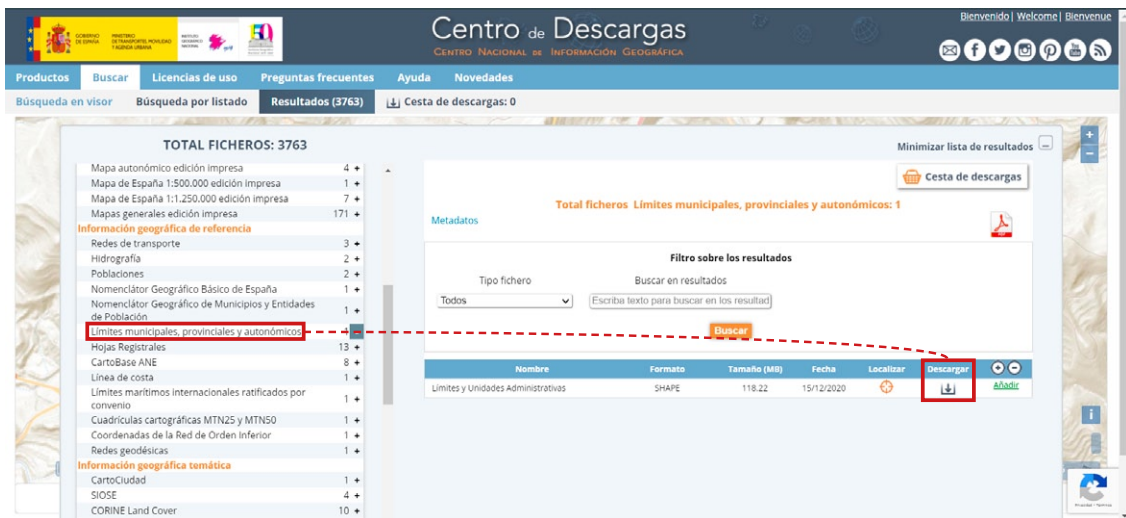 GOBIERNO DE ESPAÑA
MINISTERIO DE TRANSPORTES, MOVILIDAD Y AGENDA URBANA
Centro de Descargas
CENTRO NACIONAL DE INFORMACIÓN GEOGRÁFICA
Bienvenido | Welcome | Bienvenue
Productos Buscar Licencias de uso Preguntas frecuentes Ayuda Novedades
Búsqueda en visor Búsqueda por listado Resultados (3763) Cesta de descargas: 0
TOTAL FICHEROS: 3763
Minimizar lista de resultados
Mapa autonómico edición impresa 4 +
Mapa de España 1:500.000 edición impresa 1 +
Mapa de España 1:1.250.000 edición impresa 7 +
Mapas generales edición impresa 171 +
Información geográfica de referencia
Redes de transporte 3 +
Hidrografía 2 +
Poblaciones 2 +
Nomenclátor Geográfico Básico de España 1 +
Nomenclátor Geográfico de Municipios y Entidades
de Población 1 +
Límites municipales, provinciales y autonómicos 1 -
Hojas Registrales 13 +
CartoBase ANE 8 +
Línea de costa 1 +
Límites marítimos internacionales ratificados por
convenio 1 +
Cuadrículas cartográficas MTN25 y MTN50 1 +
Coordenadas de la Red de Orden Inferior 1 +
Redes geodésicas 1 +
Información geográfica temática
CartoCiudad 1 +
SIOSE 4 +
CORINE Land Cover 10 +
Cesta de descargas
Total ficheros Límites municipales, provinciales y autonómicos: 1
Metadatos
Filtro sobre los resultados
Tipo fichero Buscar en resultados
Todos Escriba texto para buscar en los resultad
Buscar
Nombre Formato Tamaño (MB) Fecha Localizar Descargar
Límites y Unidades Administrativas SHAPE 118.22 15/12/2020 Añadir